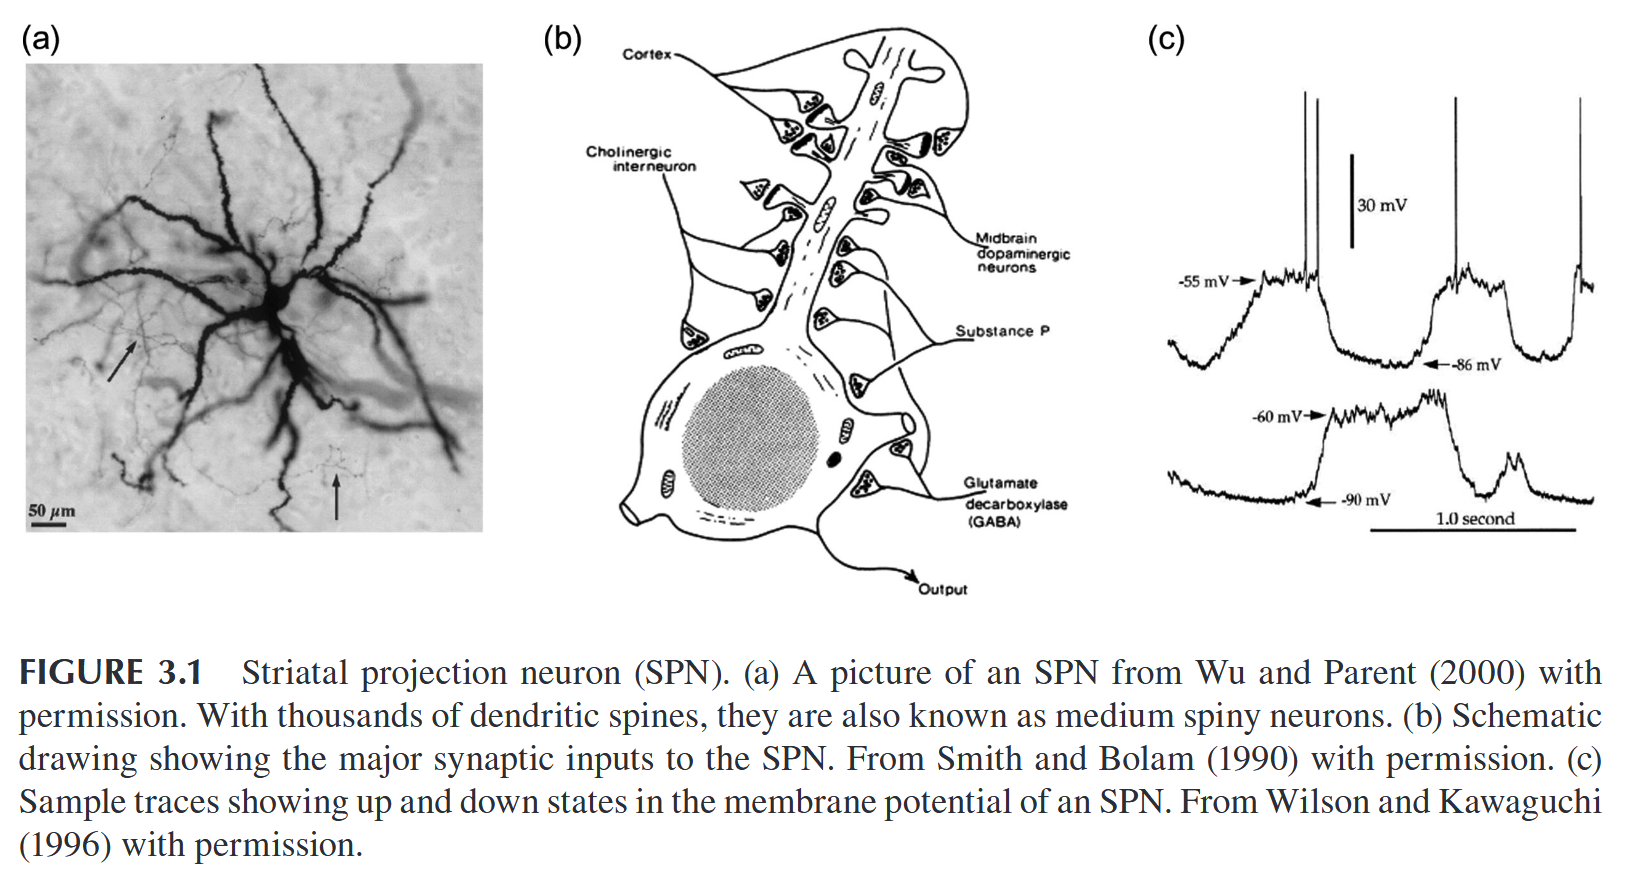 (a)
50 µm
(b)
Cortex
Cholinergic
interneuron
Midbrain
dopaminergic
neurons
Substance P
Glutamate
decarboxylase
(GABA)
Output
(c)
30 mV
-55 mV
-86 mV
-60 mV
-90 mV
1.0 second
FIGURE 3.1 Striatal projection neuron (SPN). (a) A picture of an SPN from Wu and Parent (2000) with
permission. With thousands of dendritic spines, they are also known as medium spiny neurons. (b) Schematic
drawing showing the major synaptic inputs to the SPN. From Smith and Bolam (1990) with permission. (c)
Sample traces showing up and down states in the membrane potential of an SPN. From Wilson and Kawaguchi
(1996) with permission.